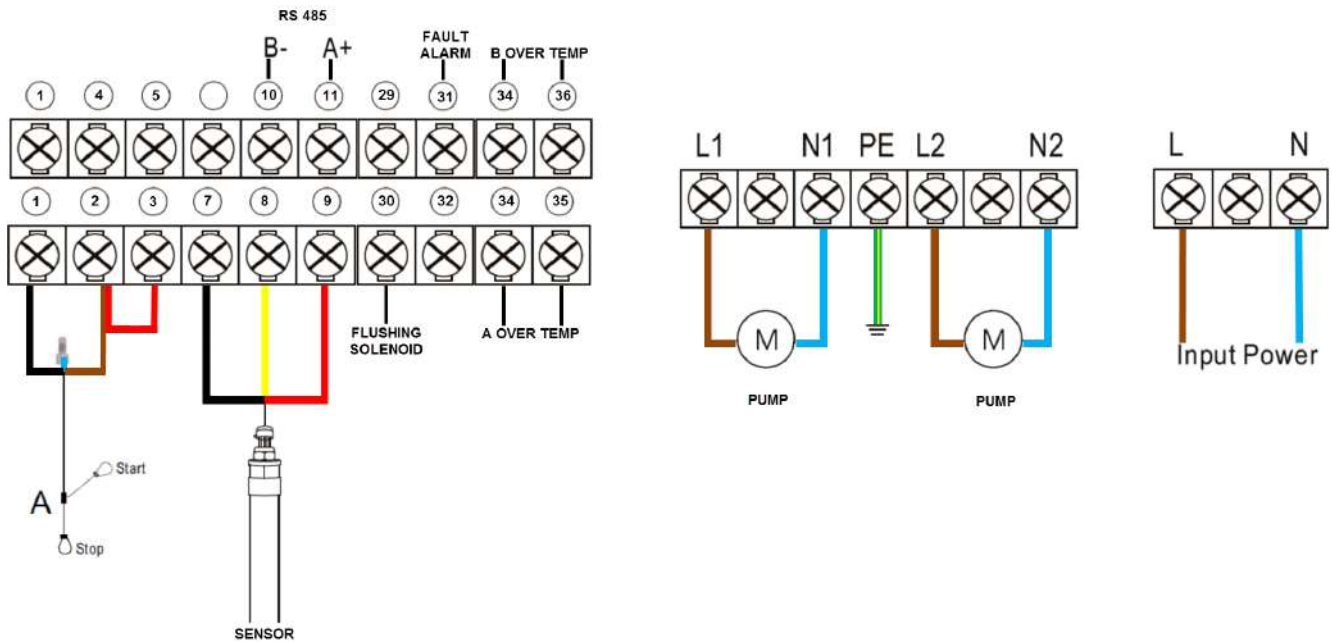 RS 485
B- A+
FAULT
ALARM
B OVER TEMP
1 4 5 10 11 29 31 34 36
1 2 3 7 8 9 30 32 34 35
FLUSHING
SOLENOID
A OVER TEMP
Start
A
Stop
SENSOR
L1 N1 PE L2 N2
M M
PUMP PUMP
L N
Input Power